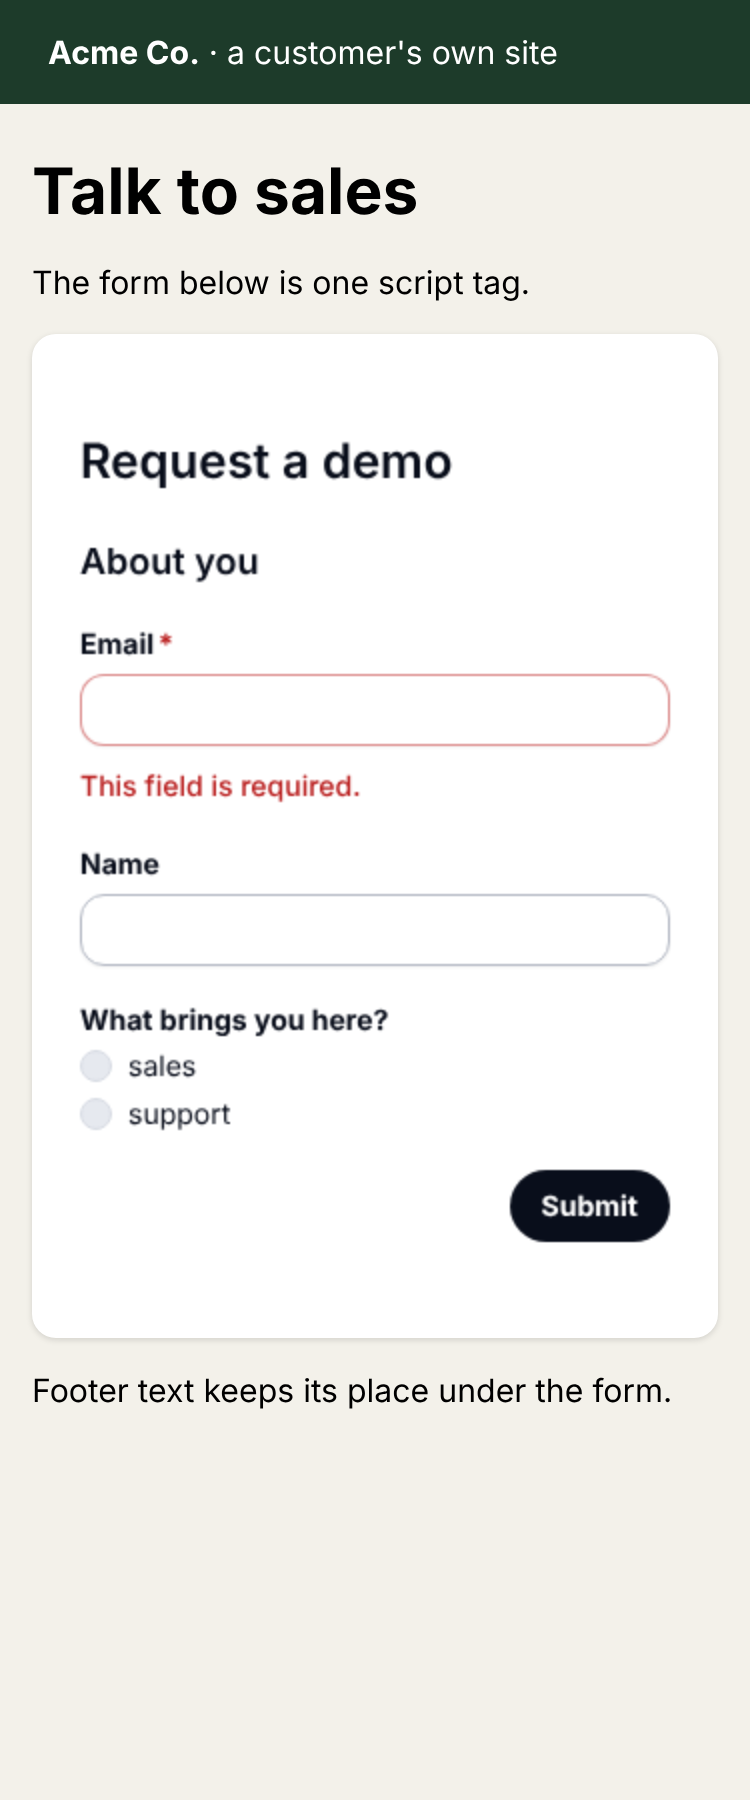 Acme Co. · a customer's own site
Talk to sales
The form below is one script tag.
Request a demo
About you
Email *
This field is required.
Name
What brings you here?
sales
support
Submit
Footer text keeps its place under the form.